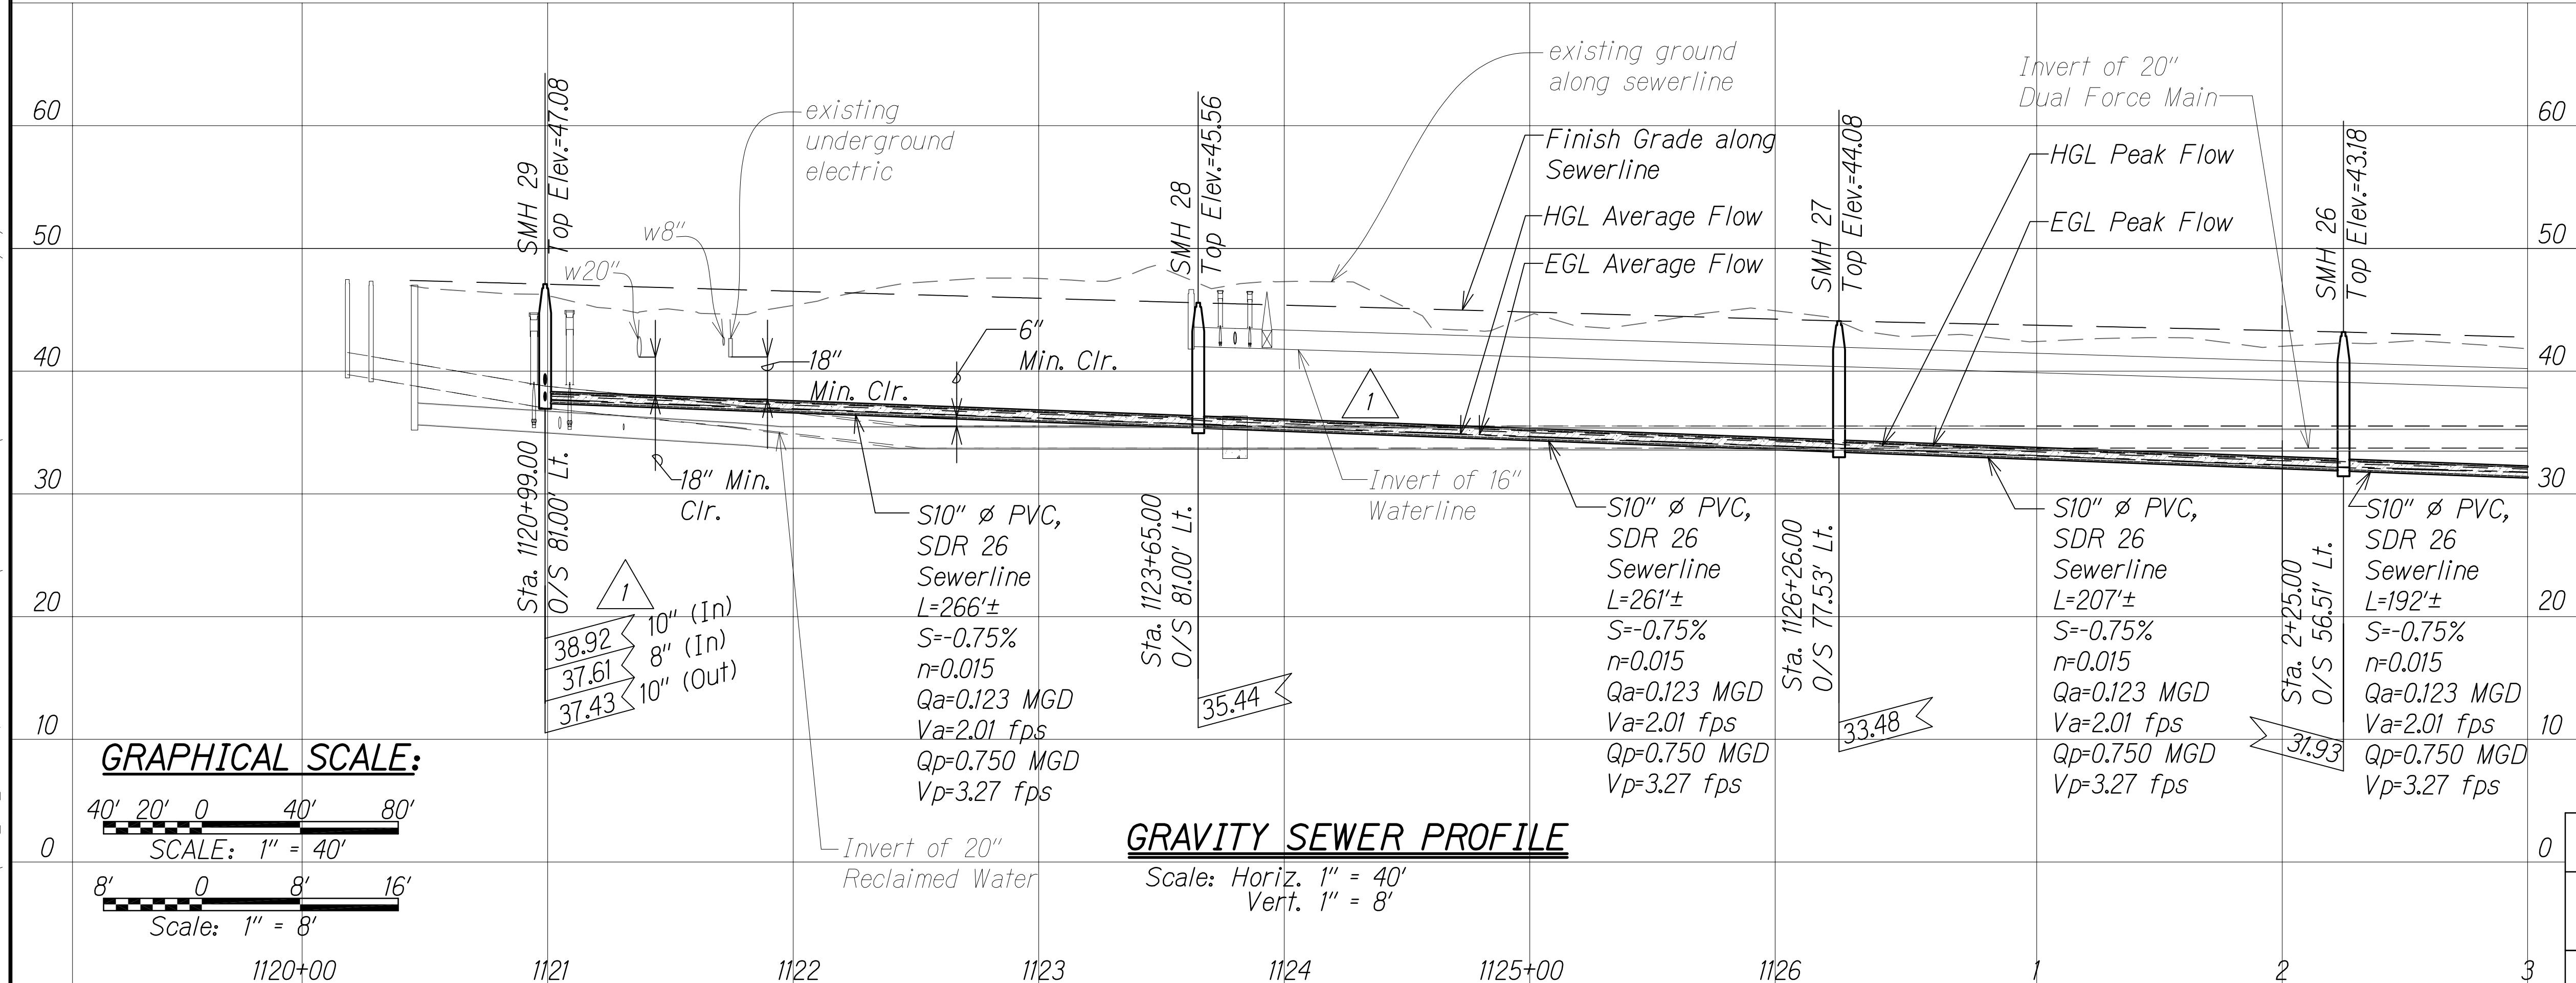 60
50
40
30
20
10
0
SMH 29
Top Elev.=47.08
existing
underground
electric
w8"
w20"
SMH 28
Top Elev.=45.56
existing ground
along sewerline
Finish Grade along
Sewerline
HGL Average Flow
EGL Average Flow
SMH 27
Top Elev.=44.08
Invert of 20"
Dual Force Main
HGL Peak Flow
EGL Peak Flow
SMH 26
Top Elev.=43.18
60
50
40
30
20
10
0
18"
Min. Clr.
6"
Min. Clr.
18" Min.
Clr.
1
Invert of 16"
Waterline
Sta. 1120+99.00
O/S 81.00' Lt.
1
38.92 10" (In)
37.61 8" (In)
37.43 10" (Out)
S10" Ø PVC,
SDR 26
Sewerline
L=266'±
S=-0.75%
n=0.015
Qa=0.123 MGD
Va=2.01 fps
Qp=0.750 MGD
Vp=3.27 fps
Sta. 1123+65.00
O/S 81.00' Lt.
35.44
S10" Ø PVC,
SDR 26
Sewerline
L=261'±
S=-0.75%
n=0.015
Qa=0.123 MGD
Va=2.01 fps
Qp=0.750 MGD
Vp=3.27 fps
Sta. 1126+26.00
O/S 77.53' Lt.
33.48
S10" Ø PVC,
SDR 26
Sewerline
L=207'±
S=-0.75%
n=0.015
Qa=0.123 MGD
Va=2.01 fps
Qp=0.750 MGD
Vp=3.27 fps
Sta. 2+25.00
O/S 56.51' Lt.
31.93
S10" Ø PVC,
SDR 26
Sewerline
L=192'±
S=-0.75%
n=0.015
Qa=0.123 MGD
Va=2.01 fps
Qp=0.750 MGD
Vp=3.27 fps
GRAPHICAL SCALE:
40' 20' 0 40' 80'
SCALE: 1" = 40'
8' 0 8' 16'
Scale: 1" = 8'
Invert of 20"
Reclaimed Water
GRAVITY SEWER PROFILE
Scale: Horiz. 1" = 40'
Vert. 1" = 8'
1120+00 1121 1122 1123 1124 1125+00 1126 1 2 3